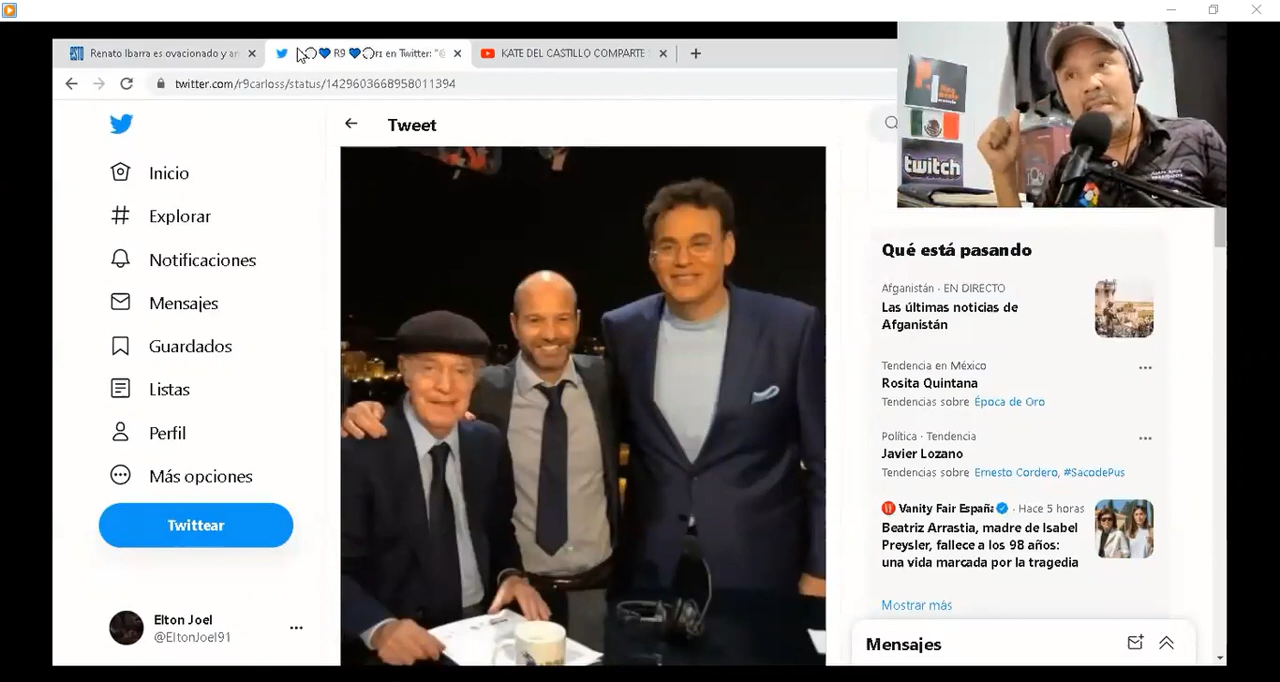 Renato Ibarra es ovacionado y
R9
en Twitter:
KATE DEL CASTILLO COMPARTE
twitter.com/r9carloss/status/1429603668958011394
Tweet
Inicio
Explorar
Notificaciones
Mensajes
Guardados
Listas
Perfil
Más opciones
Twittear
Elton Joel
@EltonJoel91
twitch
Qué está pasando
Afganistán · EN DIRECTO
Las últimas noticias de
Afganistán
Tendencia en México
Rosita Quintana
Tendencias sobre Época de Oro
Política · Tendencia
Javier Lozano
Tendencias sobre Ernesto Cordero, #SacodePus
Vanity Fair España · Hace 5 horas
Beatriz Arrastia, madre de Isabel
Preysler, fallece a los 98 años:
una vida marcada por la tragedia
Mostrar más
Mensajes